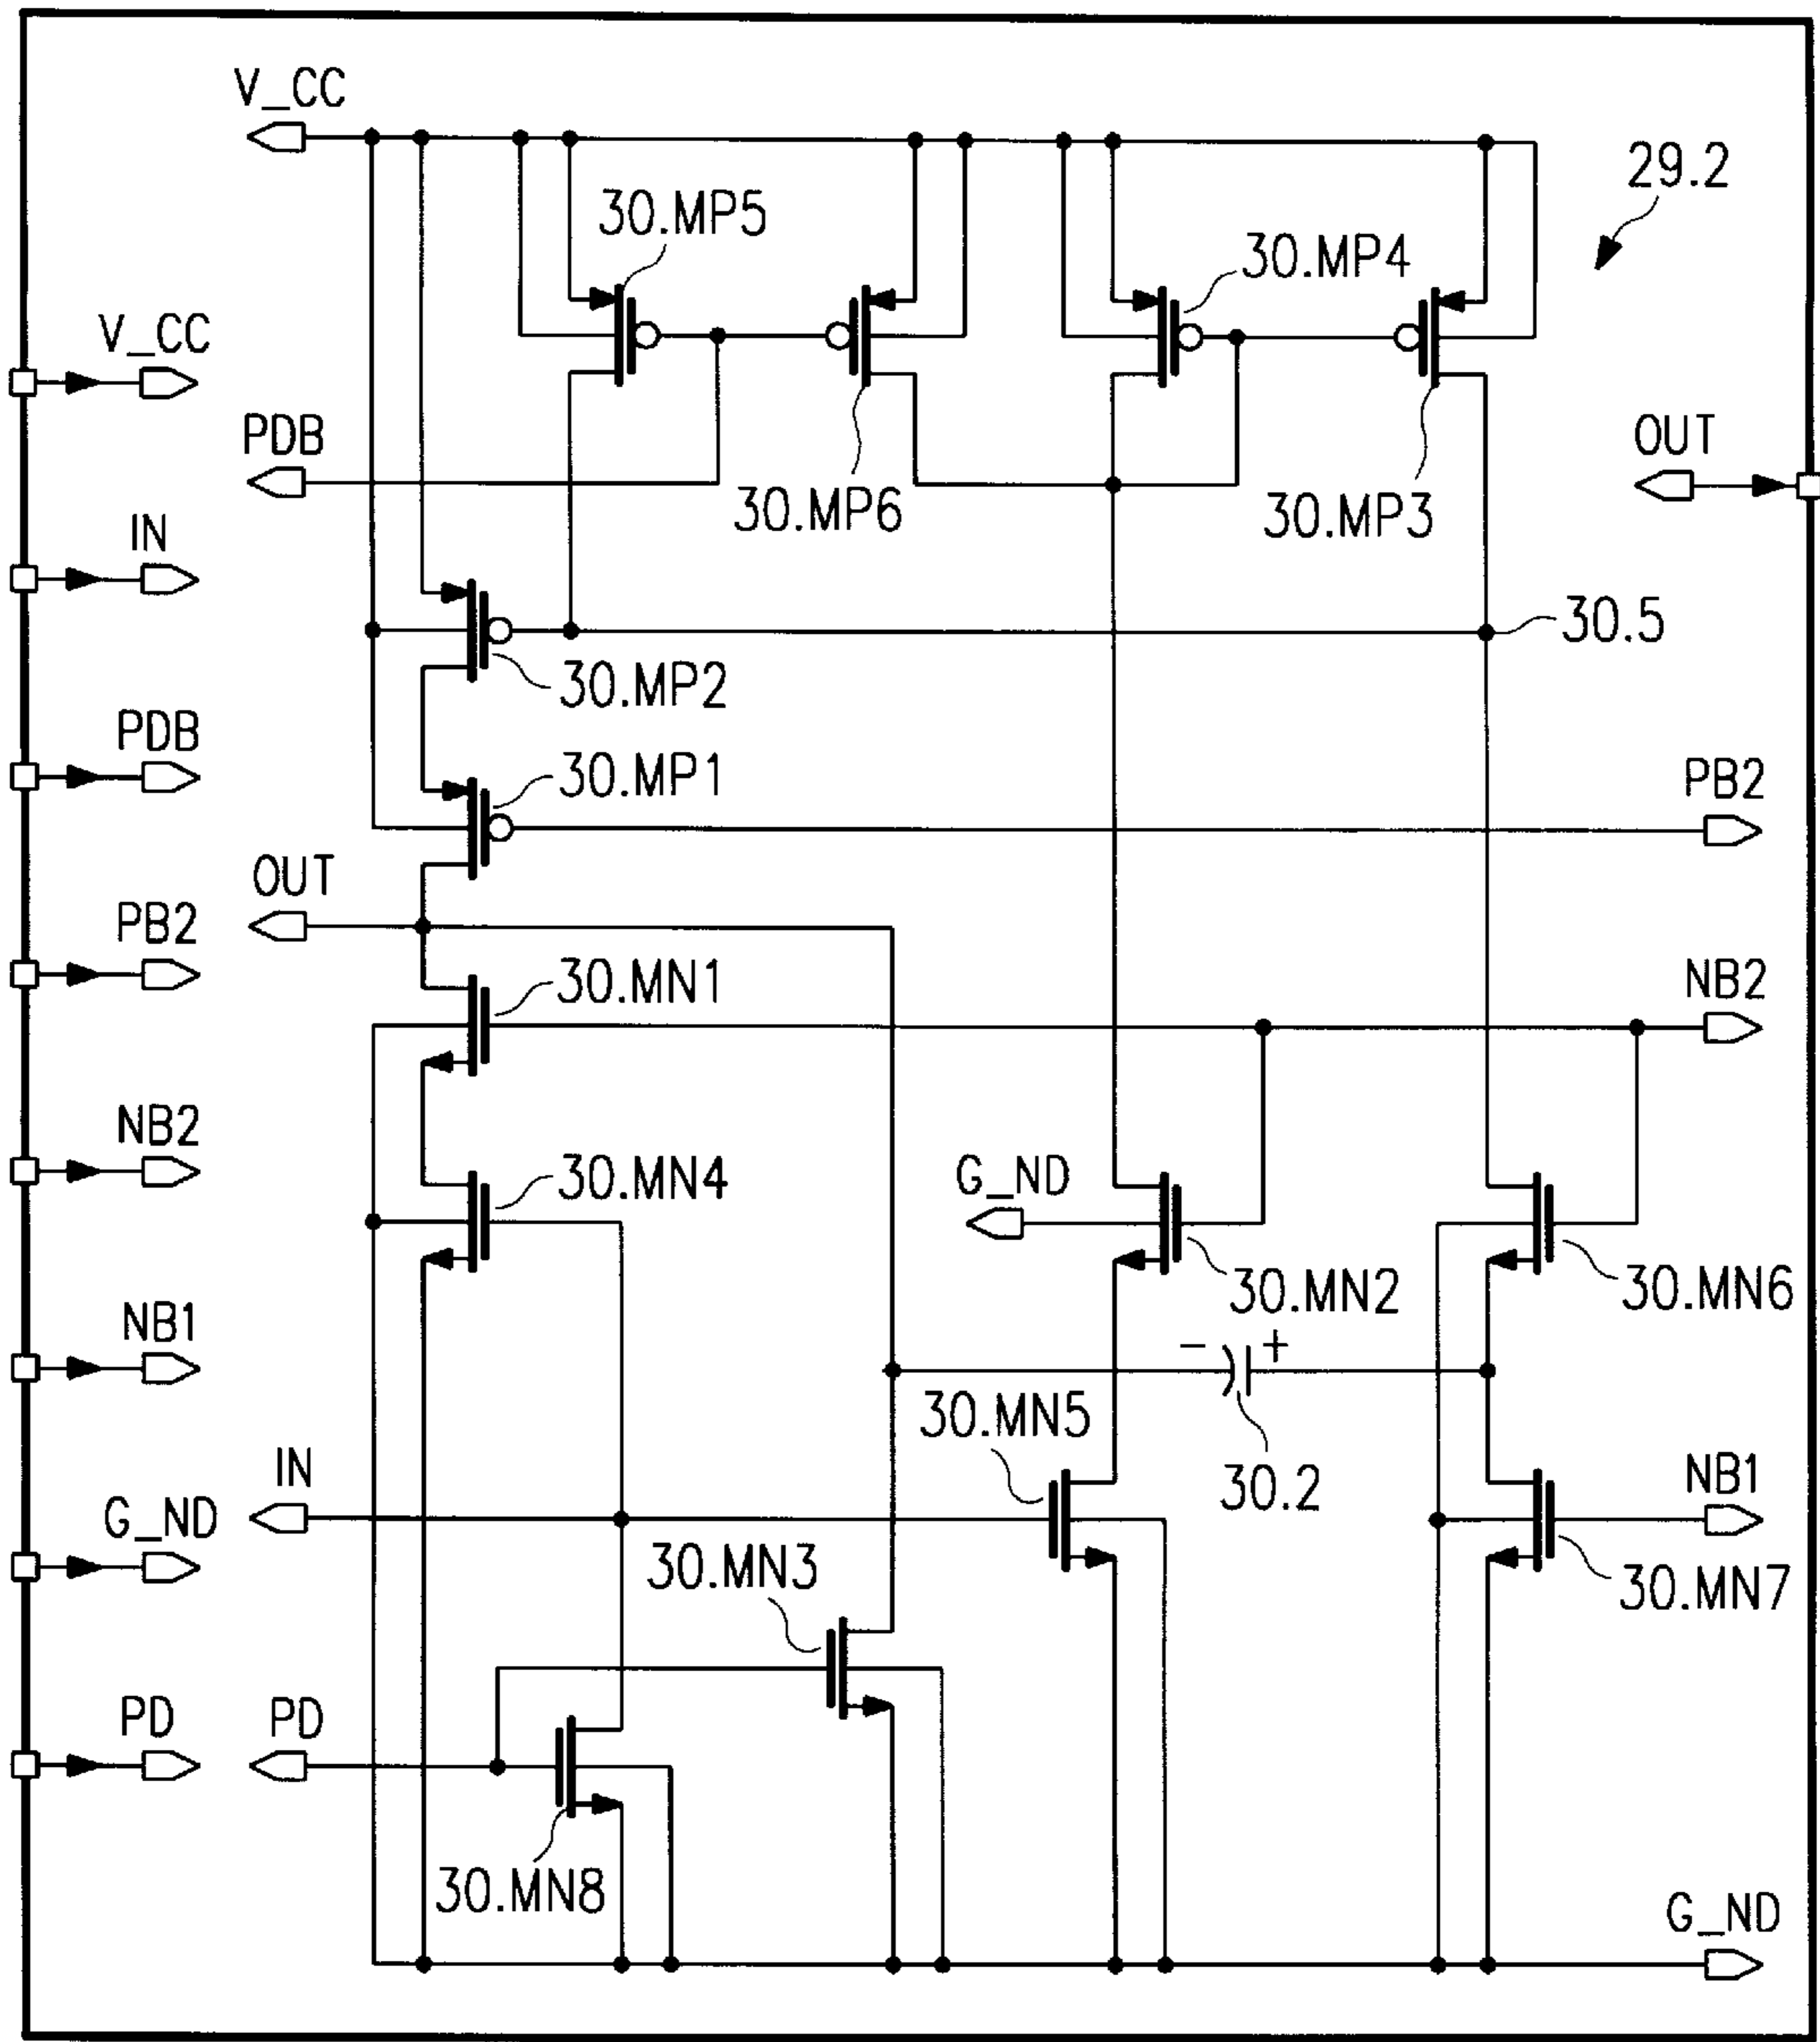 V_CC
29.2
30.MP5
30.MP4
V_CC
PDB
OUT
30.MP6
30.MP3
IN
30.5
30.MP2
PDB
30.MP1
PB2
OUT
PB2
30.MN1
NB2
NB2
30.MN4
G_ND
30.MN2
30.MN6
NB1
- +
30.MN5
IN
30.2
NB1
G_ND
30.MN3
30.MN7
PD
PD
30.MN8
G_ND